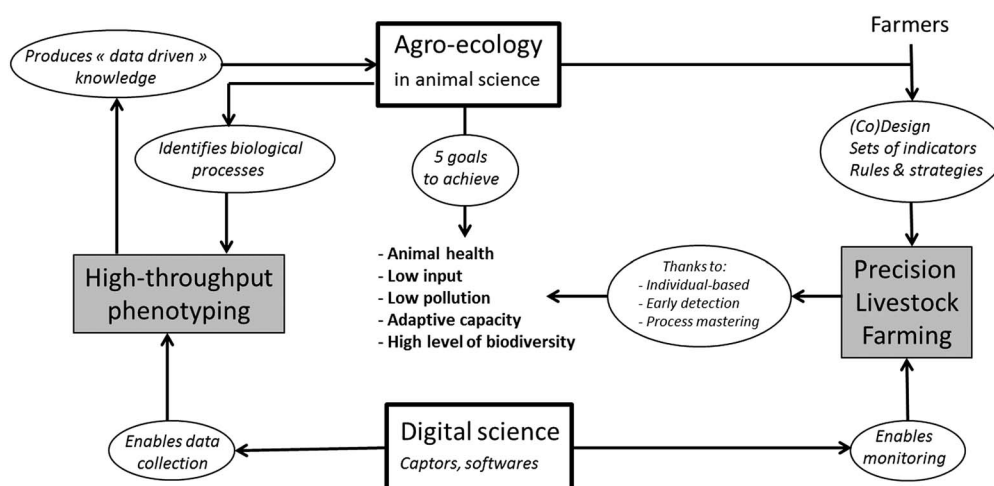 Produces « data driven »
knowledge
Agro-ecology
in animal science
Farmers
Identifies biological
processes
5 goals
to achieve
(Co)Design
Sets of indicators
Rules & strategies
High-throughput
phenotyping
- Animal health
- Low input
- Low pollution
- Adaptive capacity
- High level of biodiversity
Thanks to:
- Individual-based
- Early detection
- Process mastering
Precision
Livestock
Farming
Enables data
collection
Digital science
Captors, softwares
Enables
monitoring